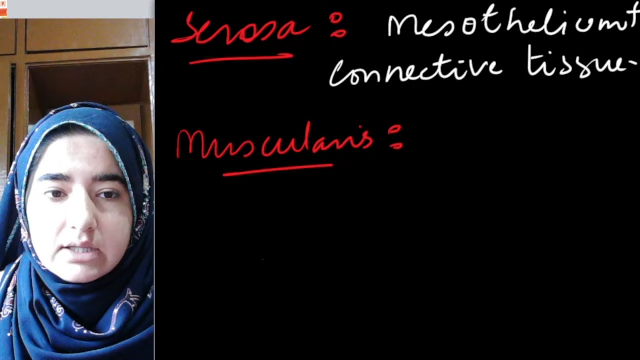 Serosa : Mesothelium+
Connective tissue-
Muscularis :